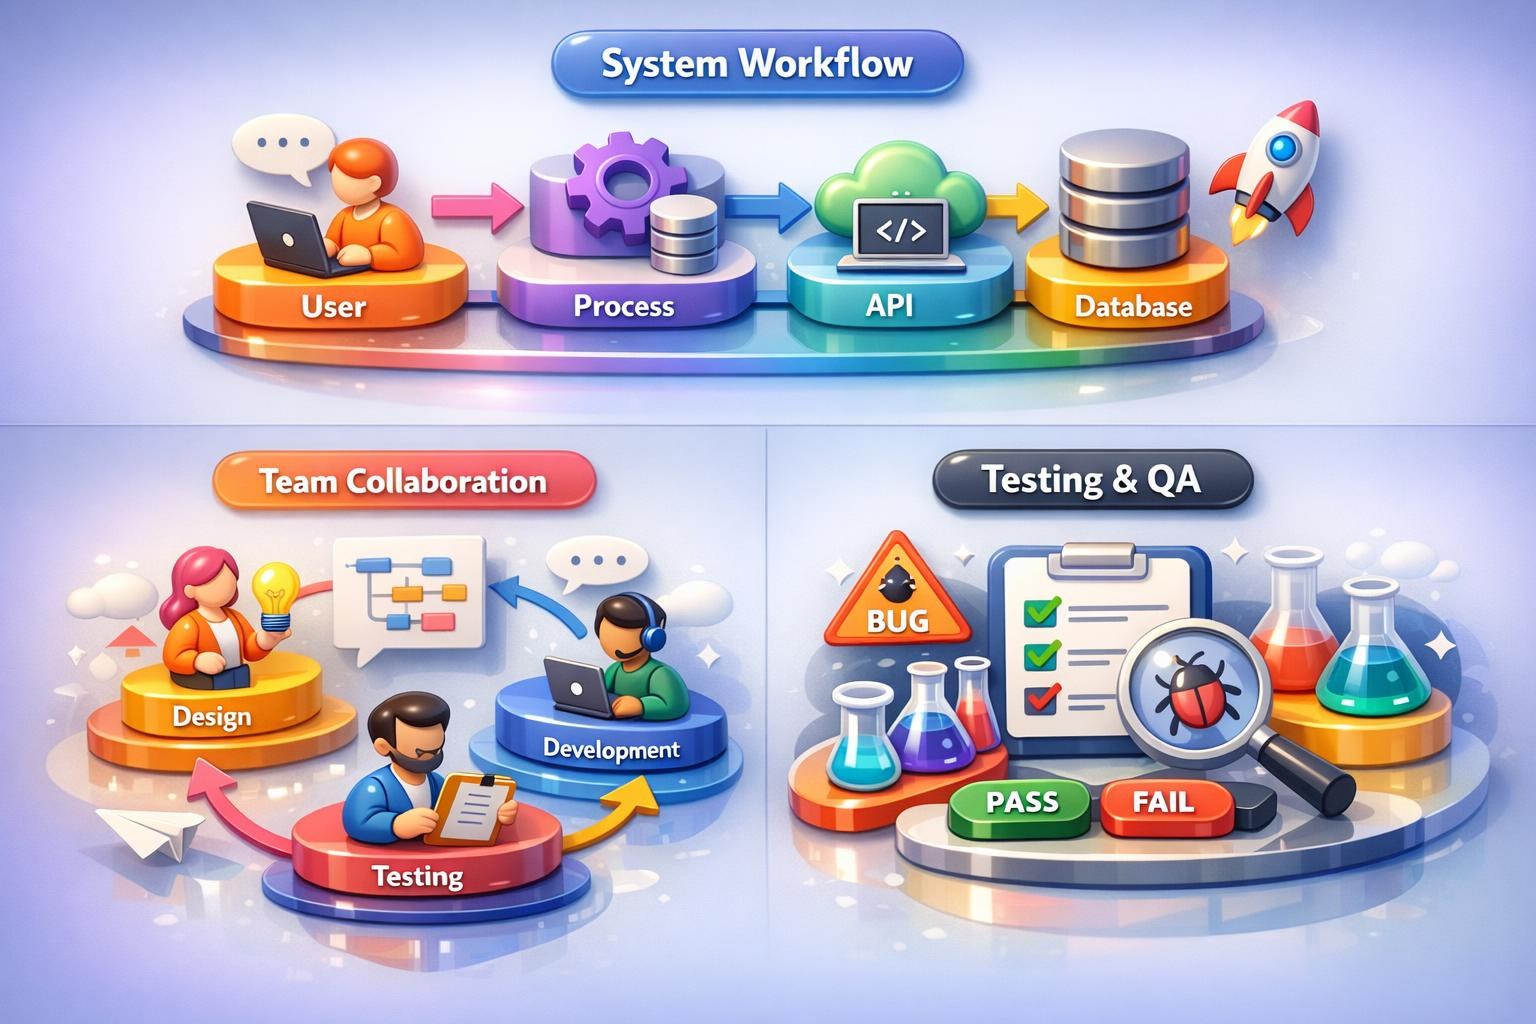 System Workflow
User
Process
</>
API
Database
Team Collaboration
Design
Development
Testing
Testing & QA
BUG
PASS
FAIL